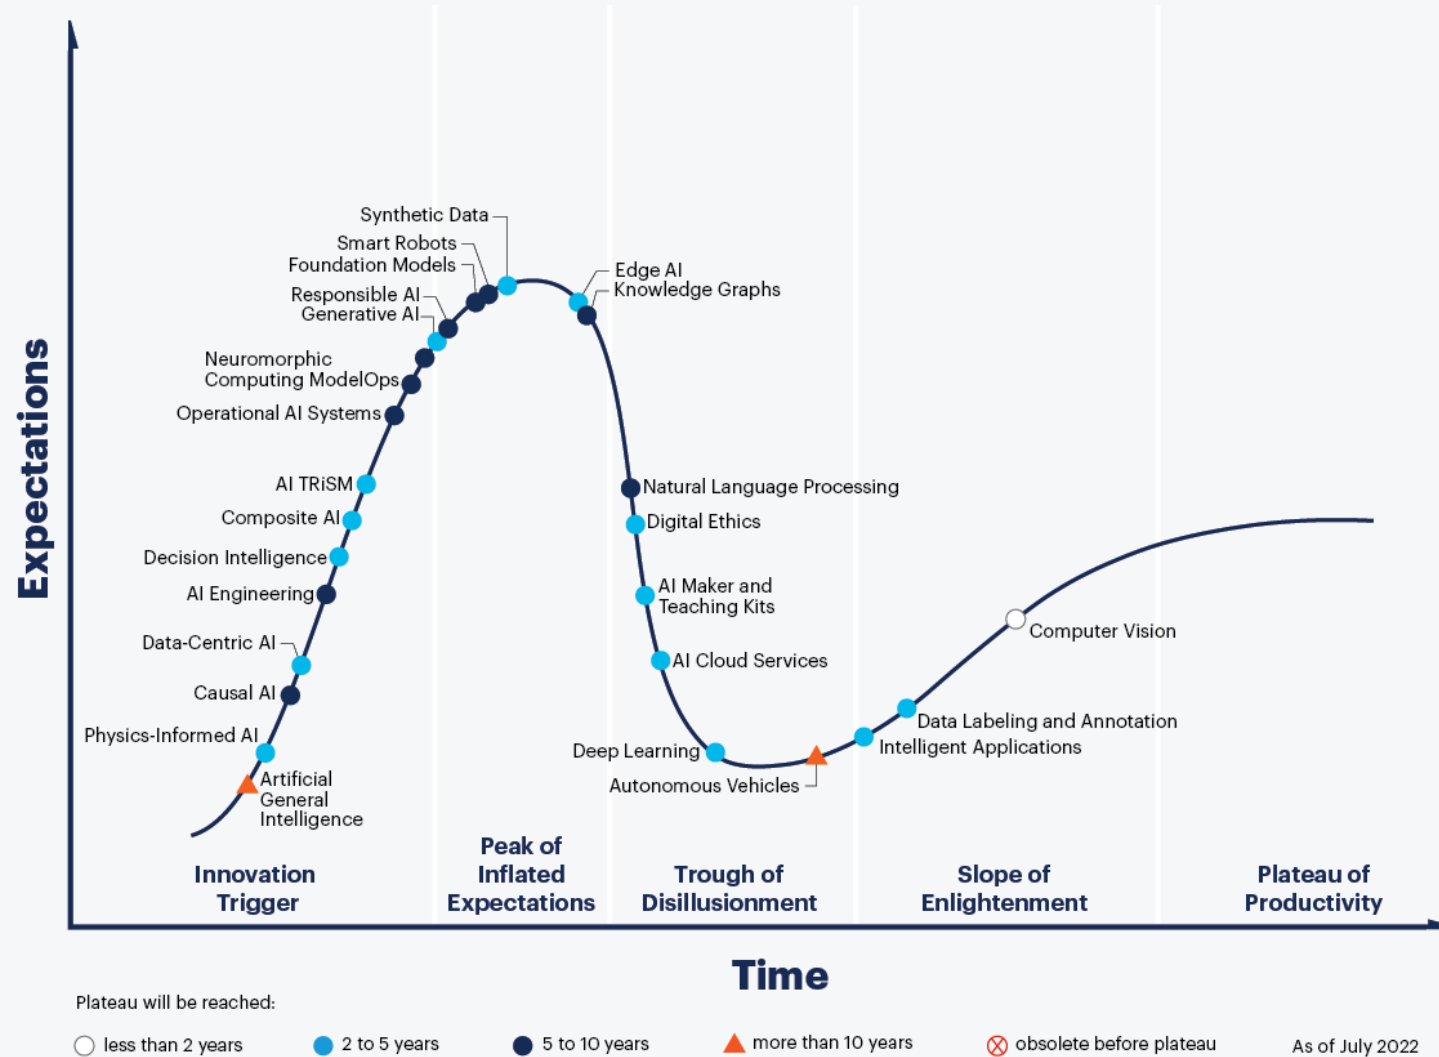 Synthetic Data
Smart Robots
Foundation Models
Edge AI
Knowledge Graphs
Responsible AI
Generative AI
Neuromorphic
Computing ModelOps
Operational AI Systems
AI TRiSM
Composite AI
Decision Intelligence
AI Engineering
Data-Centric AI
Causal AI
Physics-Informed AI
Artificial
General
Intelligence
Natural Language Processing
Digital Ethics
AI Maker and
Teaching Kits
AI Cloud Services
Deep Learning
Autonomous Vehicles
Computer Vision
Data Labeling and Annotation
Intelligent Applications
Expectations
Innovation
Trigger
Peak of
Inflated
Expectations
Trough of
Disillusionment
Slope of
Enlightenment
Plateau of
Productivity
Time
Plateau will be reached:
less than 2 years
2 to 5 years
5 to 10 years
more than 10 years
obsolete before plateau
As of July 2022